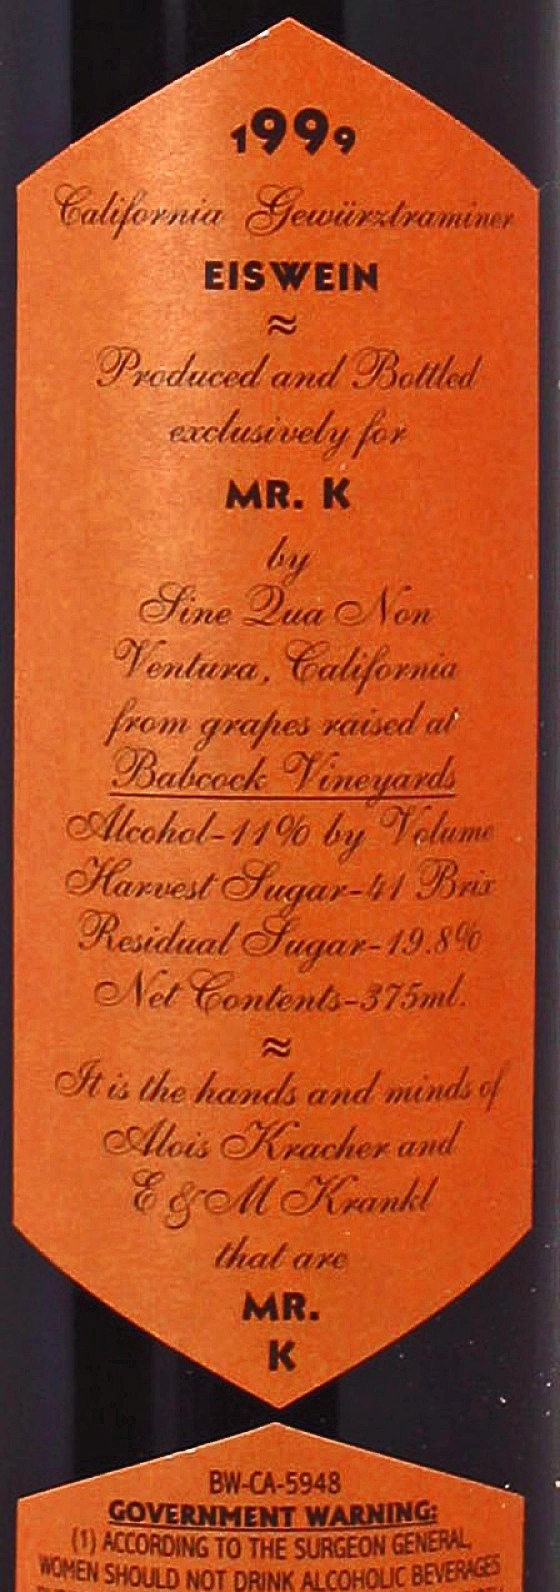 1999
California Gewürztraminer
EISWEIN
≈
Produced and Bottled
exclusively for
MR. K
by
Sine Qua Non
Ventura, California
from grapes raised at
Babcock Vineyards
Alcohol-11% by Volume
Harvest Sugar-41 Brix
Residual Sugar-19.8%
Net Contents-375ml.
≈
It is the hands and minds of
Alois Kracher and
E & M Krankl
that are
MR.
K
BW-CA-5948
GOVERNMENT WARNING:
(1) ACCORDING TO THE SURGEON GENERAL,
WOMEN SHOULD NOT DRINK ALCOHOLIC BEVERAGES